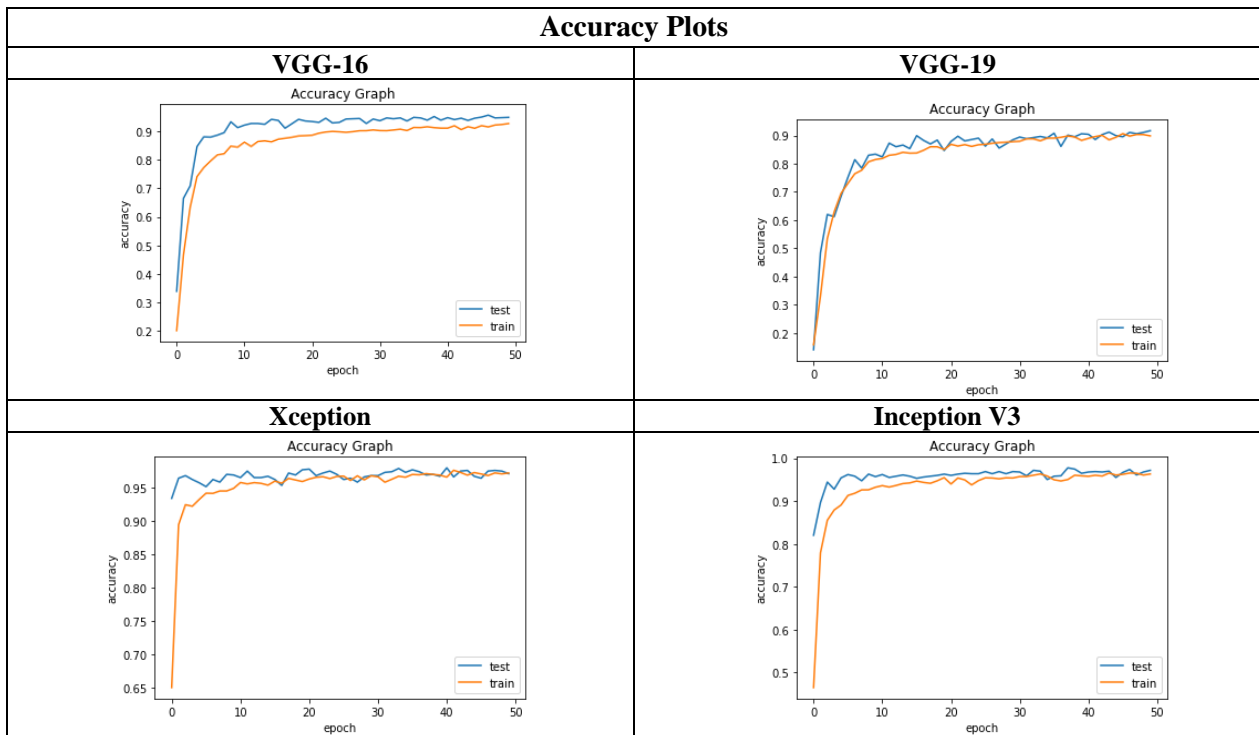 Accuracy Plots
VGG-16
VGG-19
Accuracy Graph
0.9
0.8
0.7
0.6
0.5
0.4
0.3
0.2
accuracy
test
train
0 10 20 30 40 50
epoch
Accuracy Graph
0.9
0.8
0.7
0.6
0.5
0.4
0.3
0.2
accuracy
test
train
0 10 20 30 40 50
epoch
Xception
Inception V3
Accuracy Graph
0.95
0.90
0.85
0.80
0.75
0.70
0.65
accuracy
test
train
0 10 20 30 40 50
epoch
Accuracy Graph
1.0
0.9
0.8
0.7
0.6
0.5
accuracy
test
train
0 10 20 30 40 50
epoch